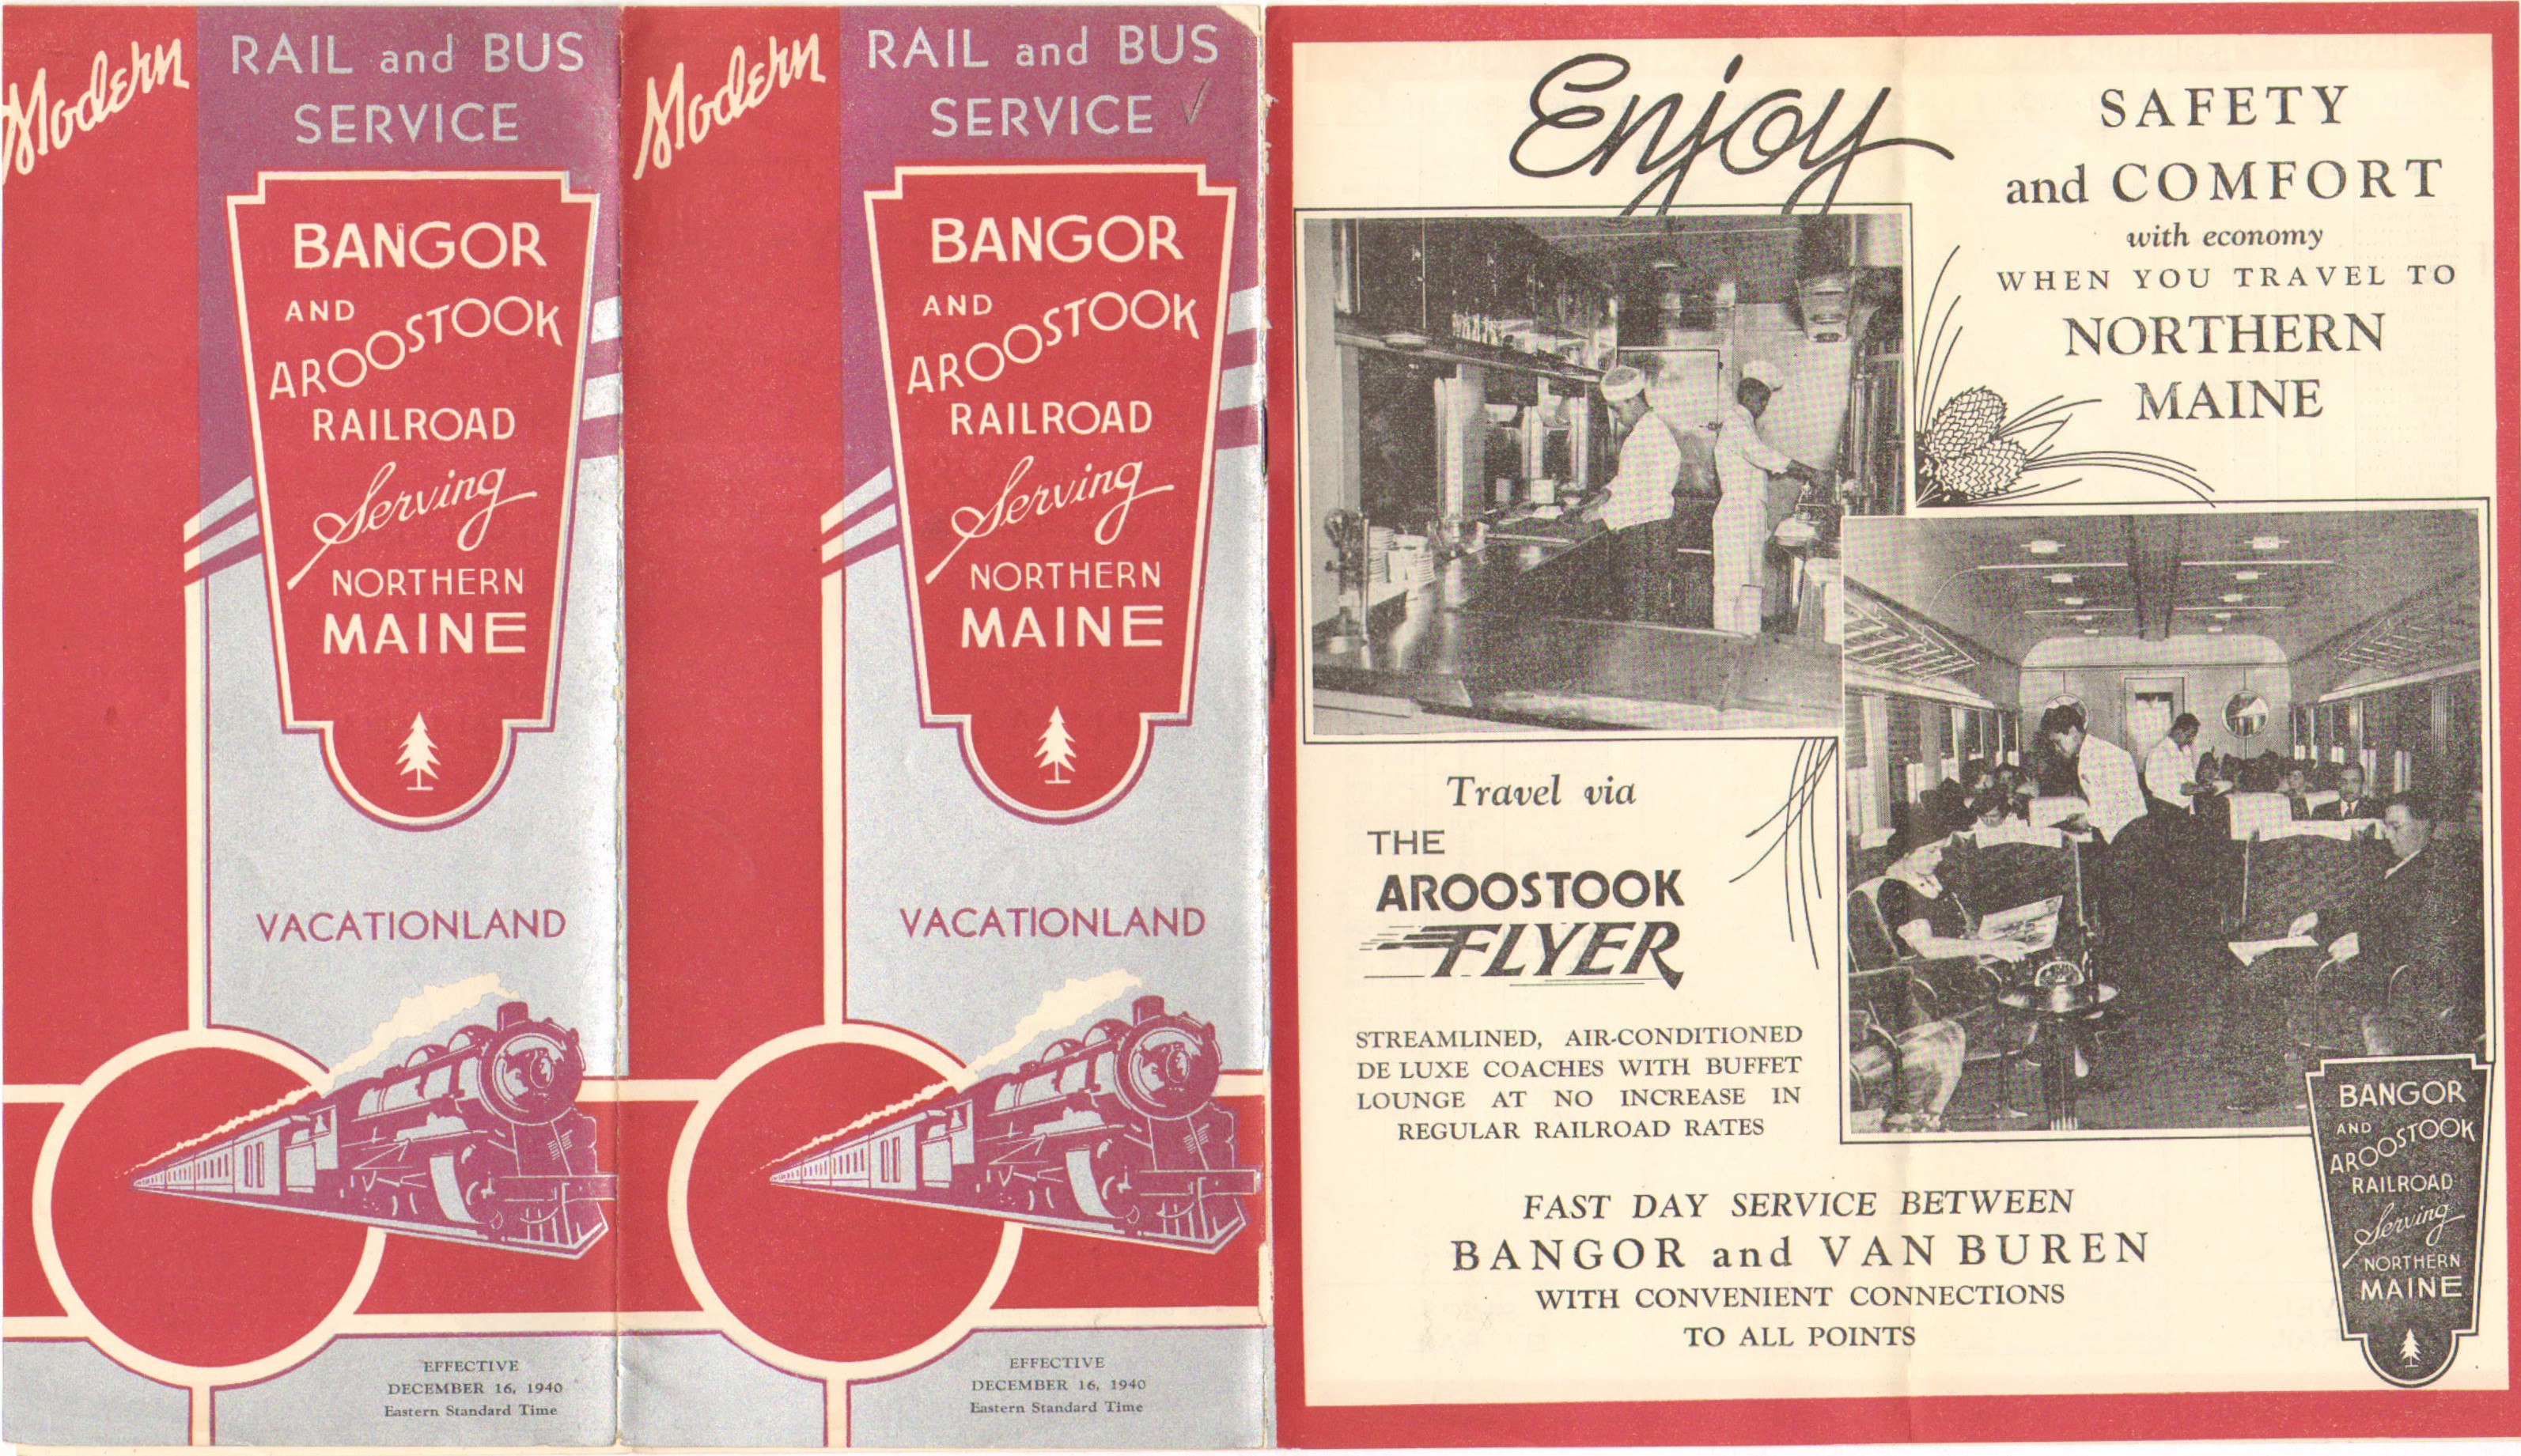 Modern
RAIL and BUS
SERVICE
BANGOR
AND
AROOSTOOK
RAILROAD
Serving
NORTHERN
MAINE
VACATIONLAND
EFFECTIVE
DECEMBER 16, 1940
Eastern Standard Time
Modern
RAIL and BUS
SERVICE
BANGOR
AND
AROOSTOOK
RAILROAD
Serving
NORTHERN
MAINE
VACATIONLAND
EFFECTIVE
DECEMBER 16, 1940
Eastern Standard Time
Enjoy
SAFETY
and COMFORT
with economy
WHEN YOU TRAVEL TO
NORTHERN
MAINE
Travel via
THE
AROOSTOOK
FLYER
STREAMLINED, AIR-CONDITIONED
DE LUXE COACHES WITH BUFFET
LOUNGE AT NO INCREASE IN
REGULAR RAILROAD RATES
FAST DAY SERVICE BETWEEN
BANGOR and VAN BUREN
WITH CONVENIENT CONNECTIONS
TO ALL POINTS
BANGOR
AND
AROOSTOOK
RAILROAD
Serving
NORTHERN
MAINE